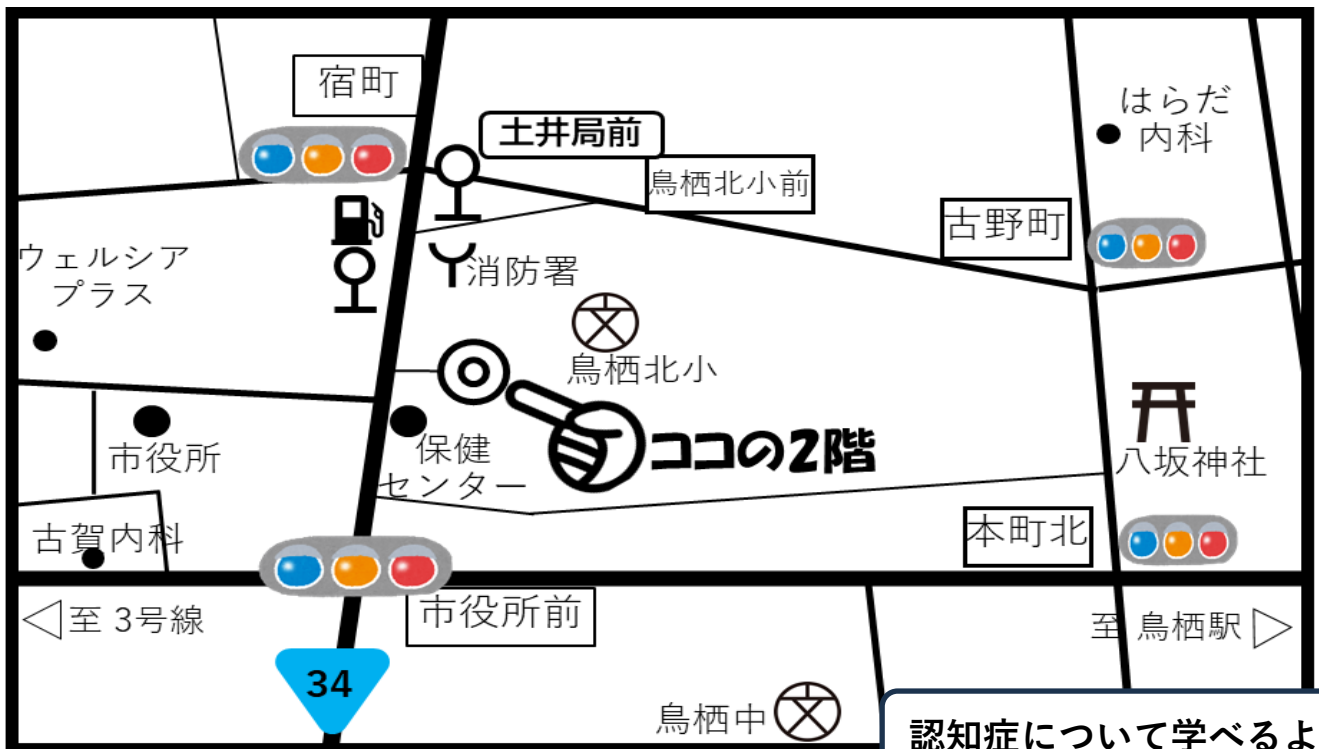 宿町
土井局前
鳥栖北小前
はらだ
内科
古野町
ウェルシア
プラス
消防署
鳥栖北小
市役所
保健
センター
ココの2階
八坂神社
古賀内科
本町北
至 3号線
市役所前
至 鳥栖駅
34
鳥栖中
認知症について学べるよ